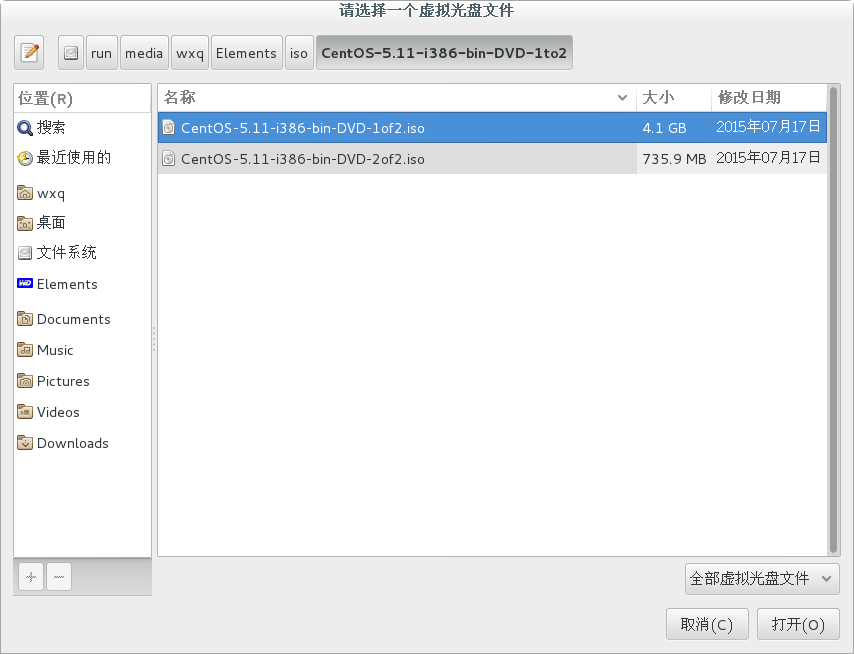 请选择一个虚拟光盘文件
run media wxq Elements iso CentOS-5.11-i386-bin-DVD-1to2
位置(R)
搜索
最近使用的
wxq
桌面
文件系统
WD Elements
Documents
Music
Pictures
Videos
Downloads
名称 大小 修改日期
CentOS-5.11-i386-bin-DVD-1of2.iso 4.1 GB 2015年07月17日
CentOS-5.11-i386-bin-DVD-2of2.iso 735.9 MB 2015年07月17日
全部虚拟光盘文件
取消(C) 打开(O)